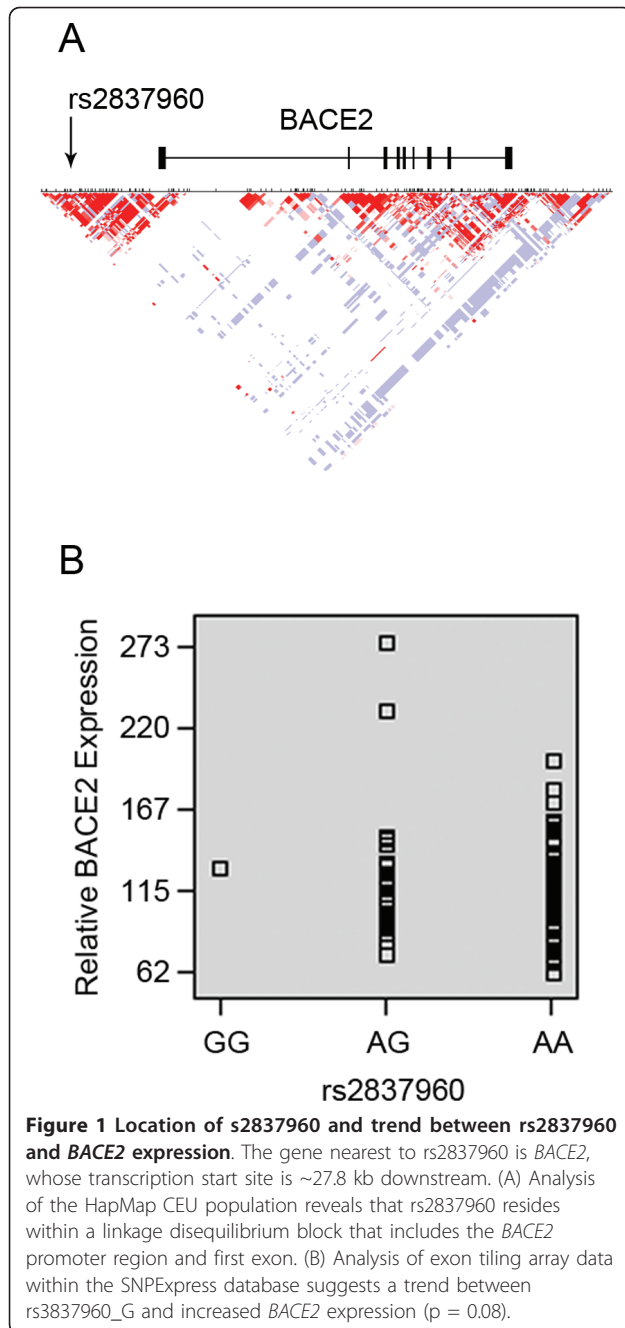 A
rs2837960
BACE2
B
Relative BACE2 Expression
273
220
167
115
62
GG AG AA
rs2837960
Figure 1 Location of s2837960 and trend between rs2837960
and BACE2 expression. The gene nearest to rs2837960 is BACE2,
whose transcription start site is ~27.8 kb downstream. (A) Analysis
of the HapMap CEU population reveals that rs2837960 resides
within a linkage disequilibrium block that includes the BACE2
promoter region and first exon. (B) Analysis of exon tiling array data
within the SNPExpress database suggests a trend between
rs3837960_G and increased BACE2 expression (p = 0.08).